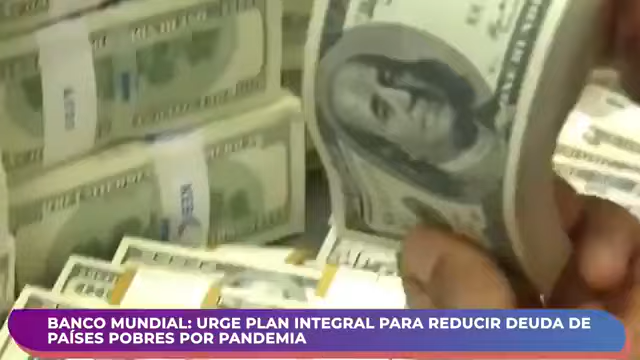 BANCO MUNDIAL: URGE PLAN INTEGRAL PARA REDUCIR DEUDA DE
PAÍSES POBRES POR PANDEMIA